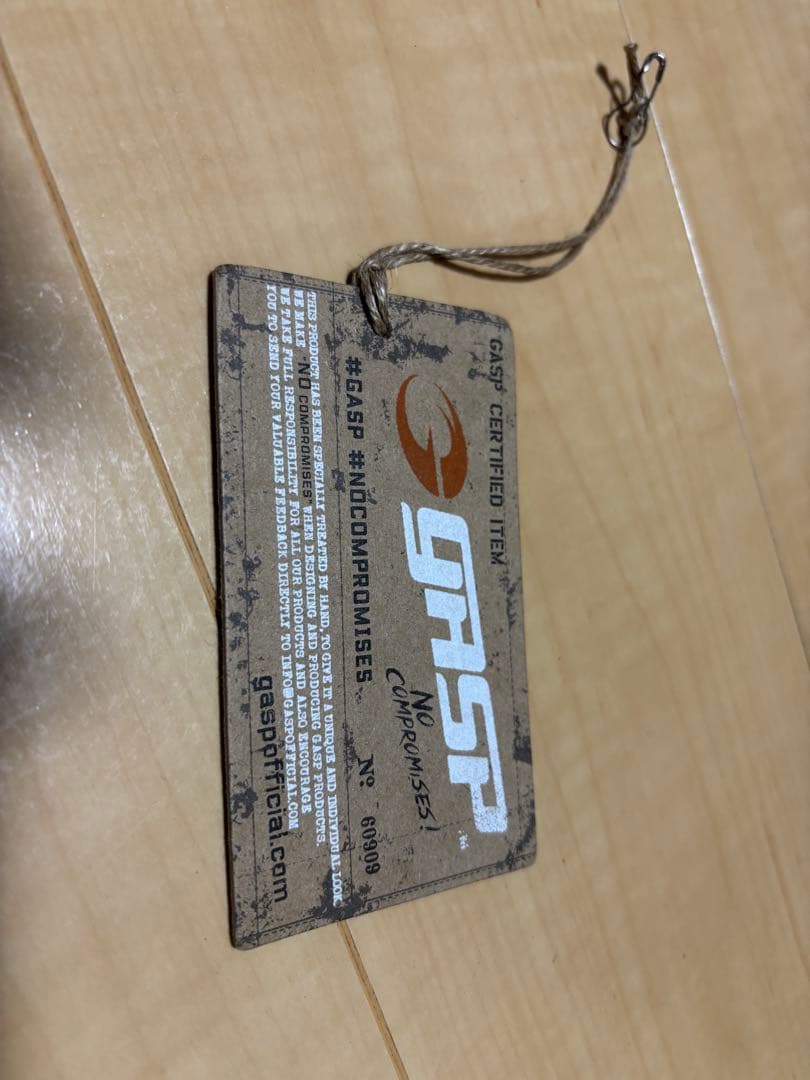 GASP CERTIFIED ITEM
GASP
NO
COMPROMISES!
#GASP #NOCOMPROMISES
Nº 60909
THIS PRODUCT HAS BEEN SPECIALLY TREATED BY HAND, TO GIVE IT A UNIQUE AND INDIVIDUAL LOOK
WE MAKE "NO COMPROMISES" WHEN DESIGNING AND PRODUCING GASP PRODUCTS.
WE TAKE FULL RESPONSIBILITY FOR ALL OUR PRODUCTS AND ALSO ENCOURAGE
YOU TO SEND YOUR VALUABLE FEEDBACK DIRECTLY TO INFO@GASPOFFICIAL.COM
gaspofficial.com